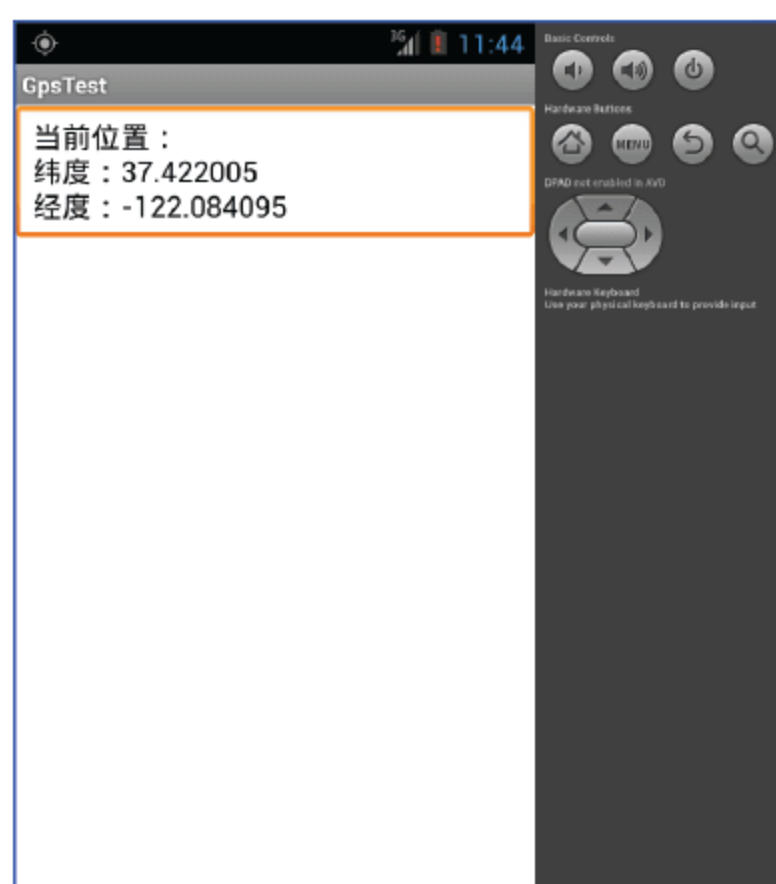 3G 11:44
GpsTest
当前位置：
纬度：37.422005
经度：-122.084095
Basic Controls
Hardware Buttons
MENU
DPAD not enabled in AVD
Hardware Keyboard
Use your physical keyboard to provide input